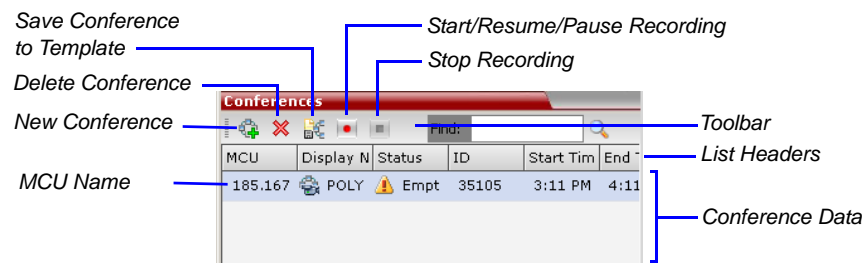 Save Conference
to Template
Start/Resume/Pause Recording
Stop Recording
Delete Conference
Conferences
New Conference
Find:
Toolbar
MCU Display N Status ID Start Tim End T
List Headers
MCU Name
185.167 POLY Empt 35105 3:11 PM 4:11
Conference Data